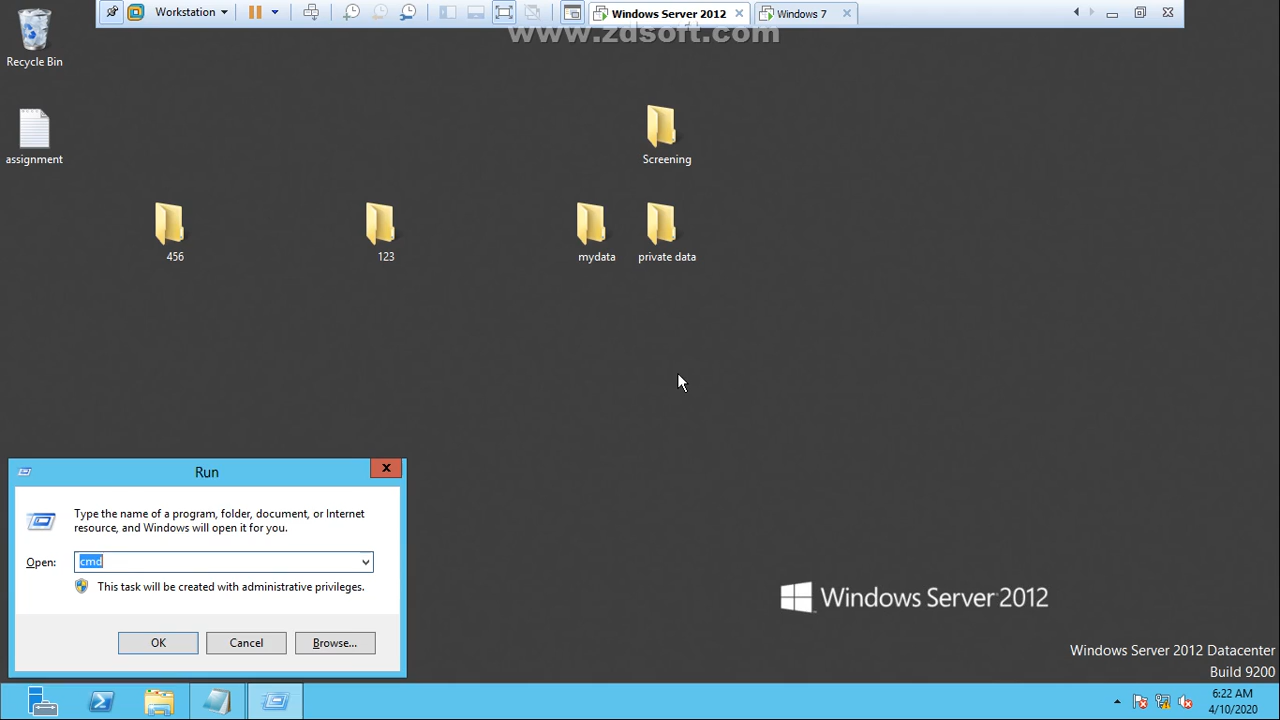 Workstation
Windows Server 2012
Windows 7
www.zdsoft.com
Recycle Bin
assignment
Screening
456
123
mydata
private data
Run
Type the name of a program, folder, document, or Internet
resource, and Windows will open it for you.
Open:
cmd
This task will be created with administrative privileges.
OK
Cancel
Browse...
Windows Server 2012
Windows Server 2012 Datacenter
Build 9200
6:22 AM
4/10/2020